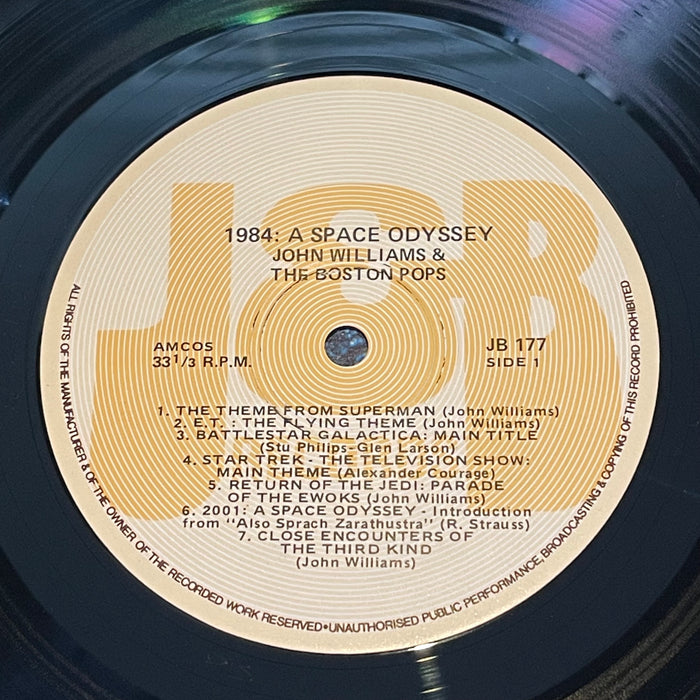 J&B
1984: A SPACE ODYSSEY
JOHN WILLIAMS &
THE BOSTON POPS
AMCOS
33 1/3 R.P.M.
JB 177
SIDE 1
1. THE THEME FROM SUPERMAN (John Williams)
2. E.T. : THE FLYING THEME (John Williams)
3. BATTLESTAR GALACTICA: MAIN TITLE
(Stu Philips-Glen Larson)
4. STAR TREK - THE TELEVISION SHOW:
MAIN THEME (Alexander Courage)
5. RETURN OF THE JEDI: PARADE
OF THE EWOKS (John Williams)
6. 2001: A SPACE ODYSSEY - Introduction
from "Also Sprach Zarathustra" (R. Strauss)
7. CLOSE ENCOUNTERS OF
THE THIRD KIND
(John Williams)
ALL RIGHTS OF THE MANUFACTURER & OF THE OWNER OF THE RECORDED WORK RESERVED•UNAUTHORISED PUBLIC PERFORMANCE, BROADCASTING & COPYING OF THIS RECORD PROHIBITED